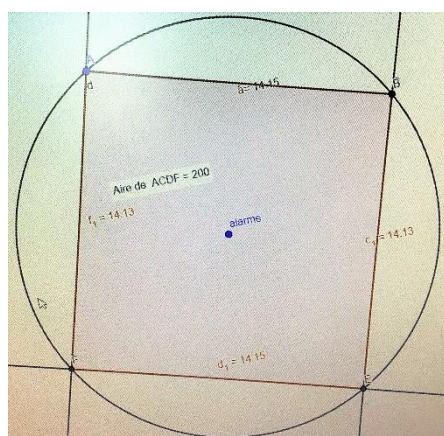 A
B
d
a= 14.15
Aire de ACDF = 200
f₁ = 14.13
alarme
c₁ = 14.13
d₁ = 14.15
F
E